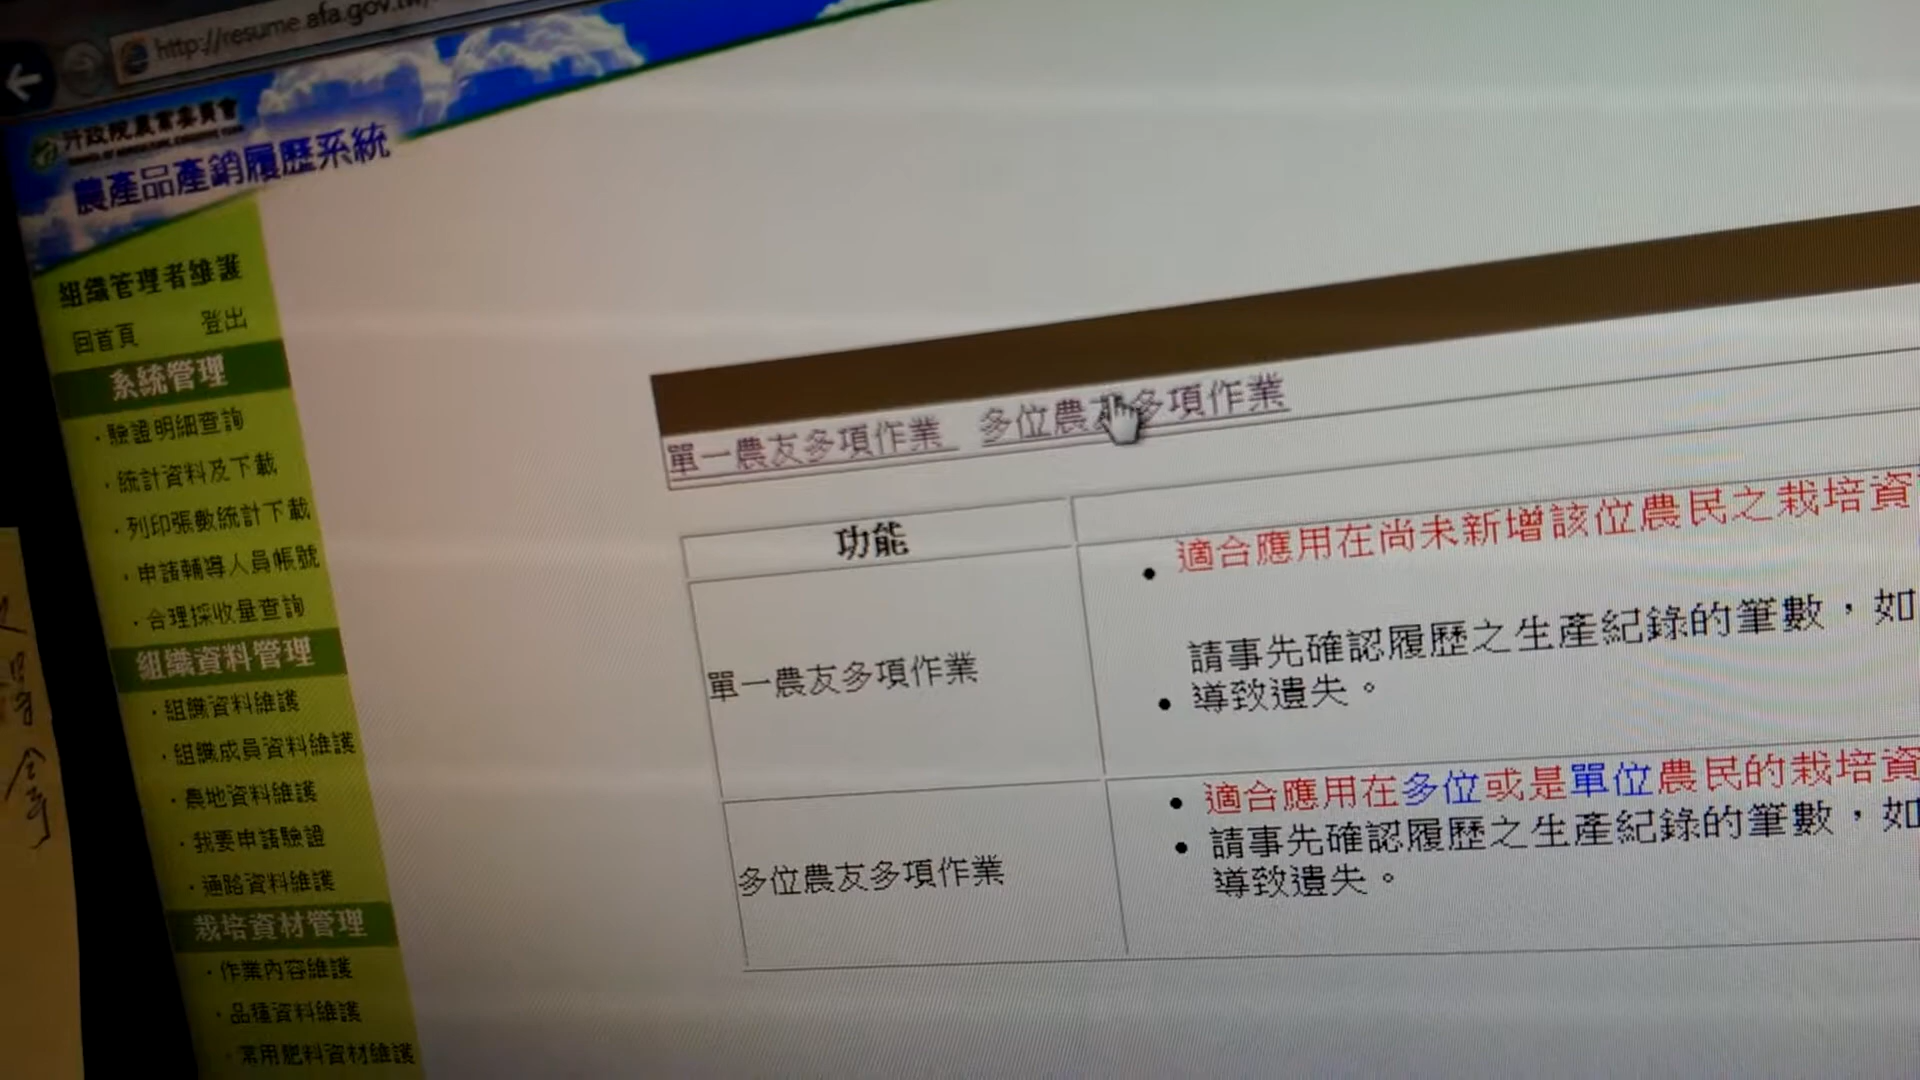 http://resume.afa.gov.tw/
行政院農業委員會
農產品產銷履歷系統
組織管理者維護
回首頁 登出
系統管理
・驗證明細查詢
・統計資料及下載
・列印張數統計下載
・申請輔導人員帳號
・合理採收量查詢
組織資料管理
・組織資料維護
・組織成員資料維護
・農地資料維護
・我要申請驗證
・通路資料維護
栽培資材管理
・作業內容維護
・品種資料維護
・常用肥料資材維護
單一農友多項作業 多位農友多項作業
功能
單一農友多項作業
• 適合應用在尚未新增該位農民之栽培資
請事先確認履歷之生產紀錄的筆數，如
• 導致遺失。
多位農友多項作業
• 適合應用在多位或是單位農民的栽培資
• 請事先確認履歷之生產紀錄的筆數，如
導致遺失。